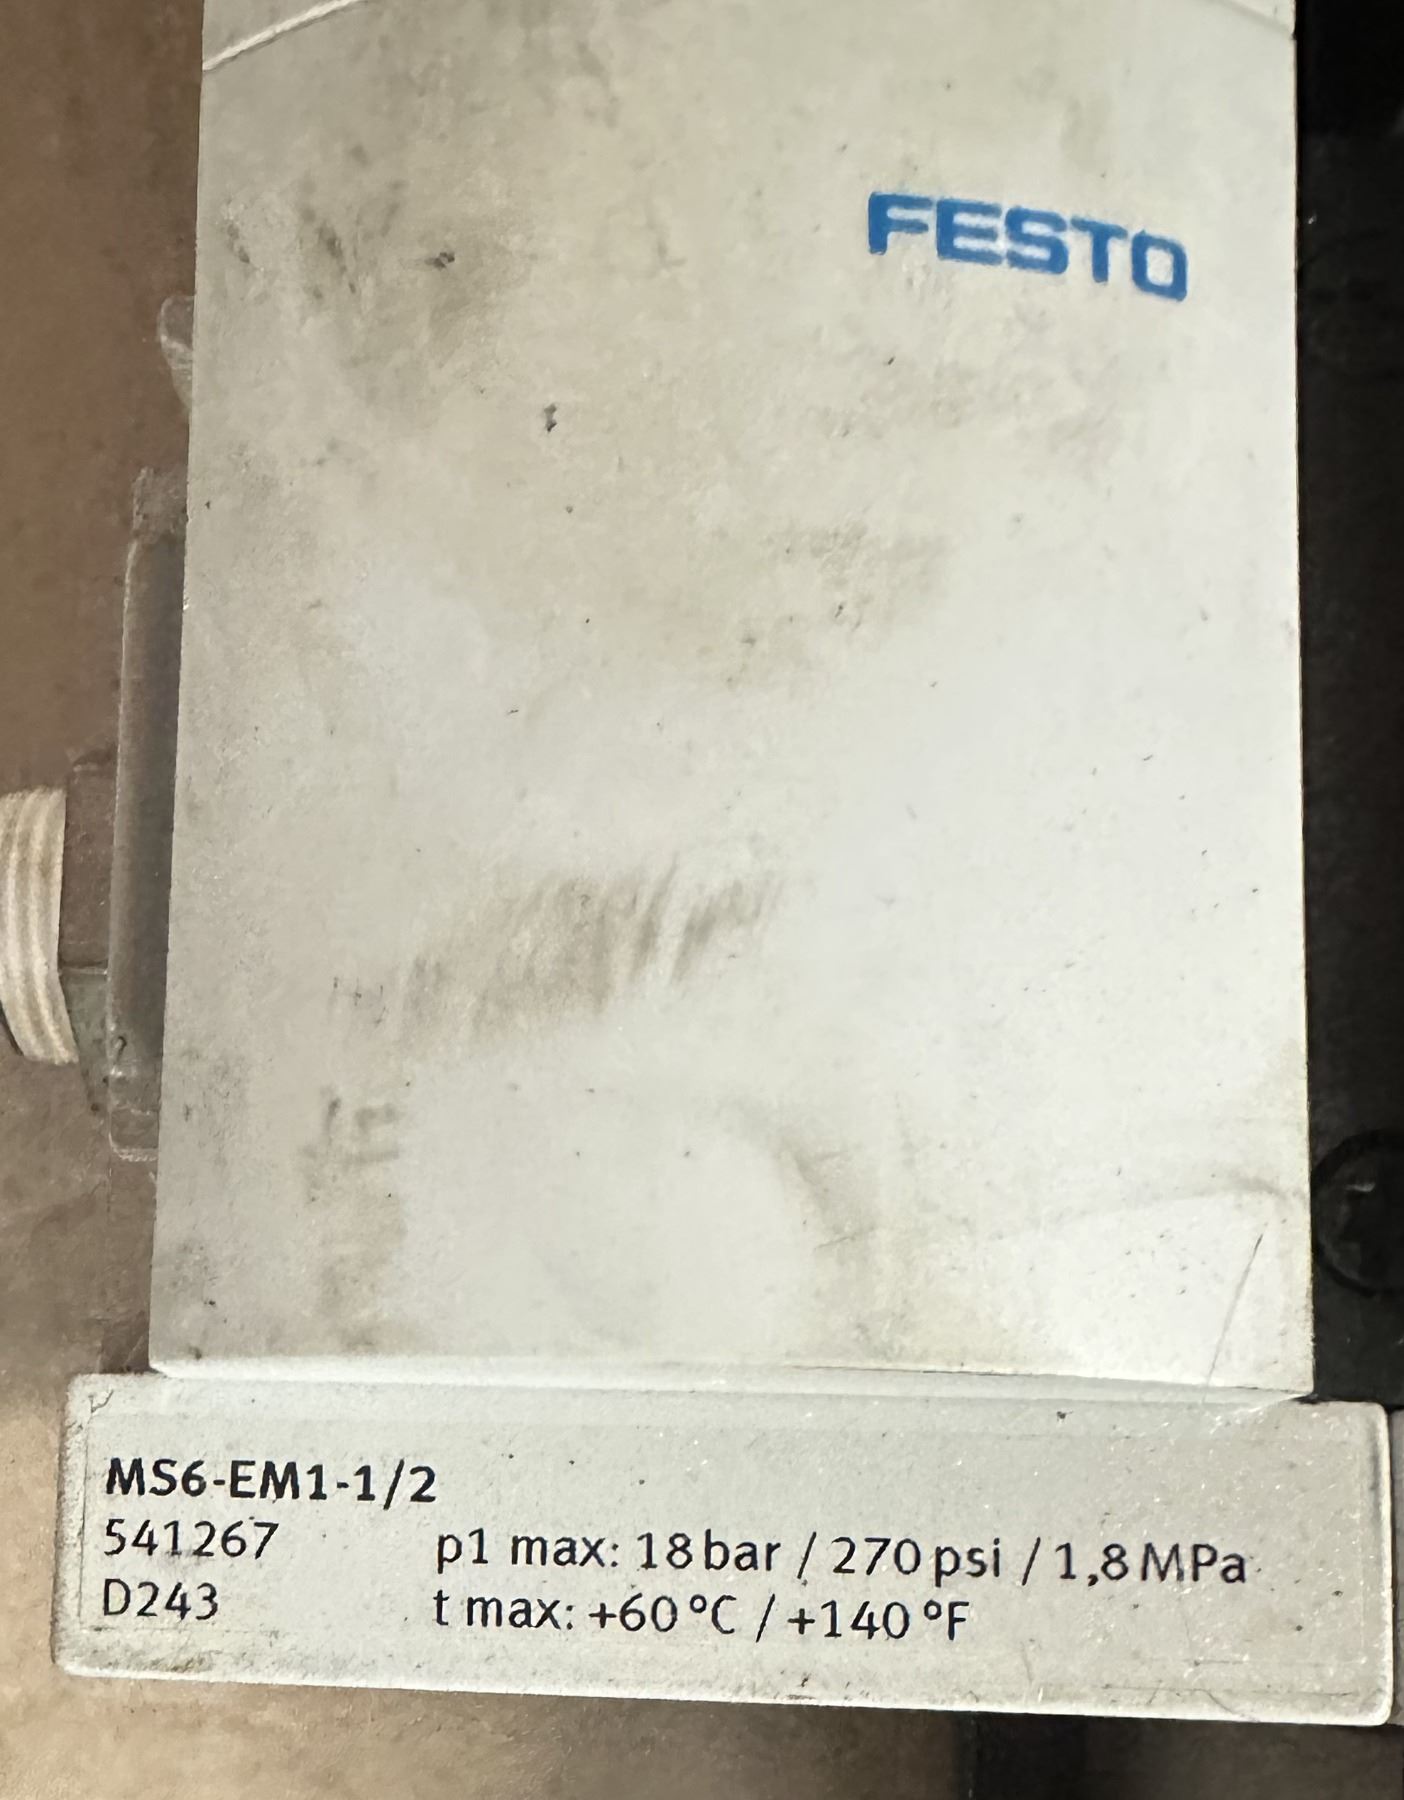 FESTO
MS6-EM1-1/2
541267
p1 max: 18 bar / 270 psi / 1,8 MPa
D243
t max: +60 °C / +140 °F